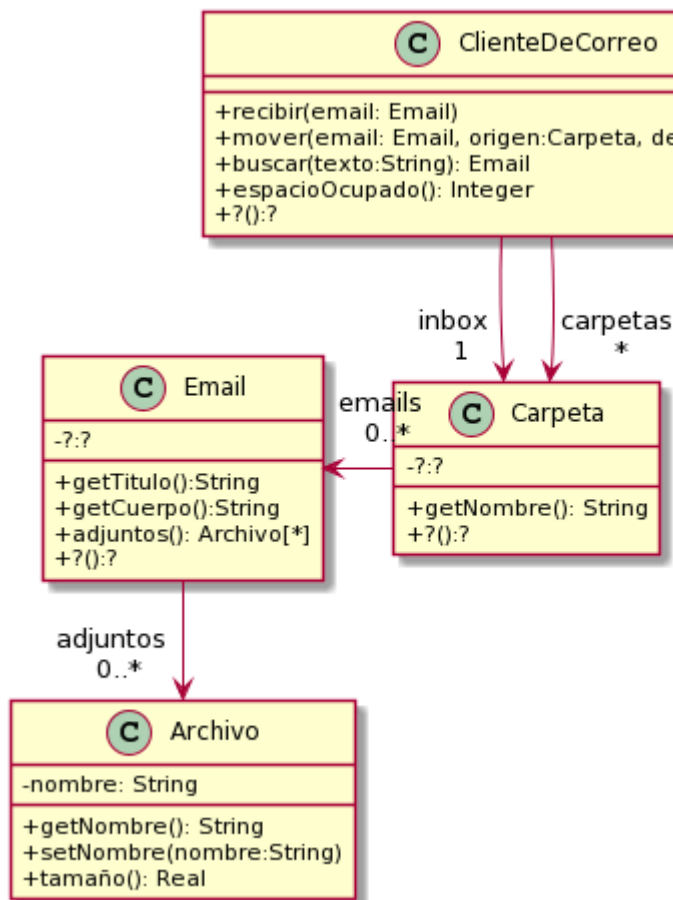 C ClienteDeCorreo
+recibir(email: Email)
+mover(email: Email, origen:Carpeta, de
+buscar(texto:String): Email
+espacioOcupado(): Integer
+?():?
inbox
1
carpetas
*
C Email
-?:?
+getTitulo():String
+getCuerpo():String
+adjuntos(): Archivo[*]
+?():?
emails
0..*
C Carpeta
-?:?
+getNombre(): String
+?():?
adjuntos
0..*
C Archivo
-nombre: String
+getNombre(): String
+setNombre(nombre:String)
+tamaño(): Real